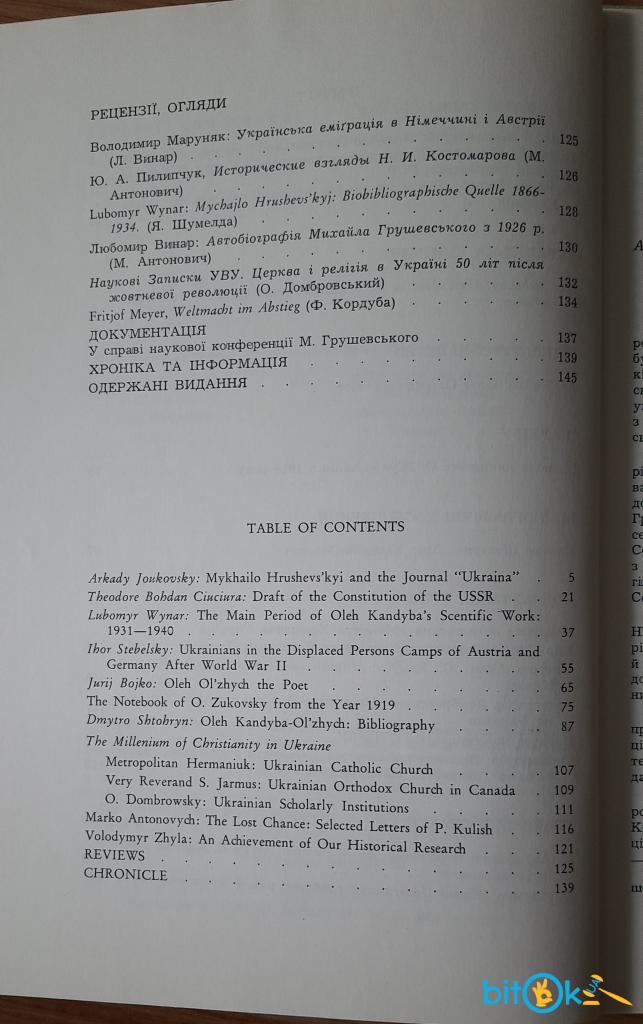 РЕЦЕНЗІЇ, ОГЛЯДИ
Володимир Маруняк: Українська еміґрація в Німеччині і Австрії
(Л. Винар) . . . . . . . . . . . . 125
Ю. А. Пилипчук, Исторические взгляды Н. И. Костомарова (М.
Антонович) . . . . . . . . . . . . 126
Lubomyr Wynar: Mychajlo Hrushevs'kyj: Biobibliographische Quelle 1866-
1934. (Я. Шумелда) . . . . . . . . . . 128
Любомир Винар: Автобіографія Михайла Грушевського з 1926 р.
(М. Антонович) . . . . . . . . . . . 130
Наукові Записки УВУ. Церква і релігія в Україні 50 літ після
жовтневої революції (О. Домбровський) . . . . . 132
Fritjof Meyer, Weltmacht im Abstieg (Ф. Кордуба) . . . . . 134
ДОКУМЕНТАЦІЯ
У справі наукової конференції М. Грушевського . . . . 137
ХРОНІКА ТА ІНФОРМАЦІЯ . . . . . . . . 139
ОДЕРЖАНІ ВИДАННЯ . . . . . . . . . 145
TABLE OF CONTENTS
Arkady Joukovsky: Mykhailo Hrushevs'kyi and the Journal "Ukraina" . 5
Theodore Bohdan Ciuciura: Draft of the Constitution of the USSR . . 21
Lubomyr Wynar: The Main Period of Oleh Kandyba's Scentific Work:
1931—1940 . . . . . . . . . . . . 37
Ihor Stebelsky: Ukrainians in the Displaced Persons Camps of Austria and
Germany After World War II . . . . . . . 55
Jurij Bojko: Oleh Ol'zhych the Poet . . . . . . . 65
The Notebook of O. Zukovsky from the Year 1919 . . . . . 75
Dmytro Shtohryn: Oleh Kandyba-Ol'zhych: Bibliography . . . . 87
The Millenium of Christianity in Ukraine
Metropolitan Hermaniuk: Ukrainian Catholic Church . . . . 107
Very Reverand S. Jarmus: Ukrainian Orthodox Church in Canada . 109
O. Dombrowsky: Ukrainian Scholarly Institutions . . . . 111
Marko Antonovych: The Lost Chance: Selected Letters of P. Kulish . . 116
Volodymyr Zhyla: An Achievement of Our Historical Research . . . 121
REVIEWS . . . . . . . . . . . . . 125
CHRONICLE . . . . . . . . . . . . 139
bitOk UA